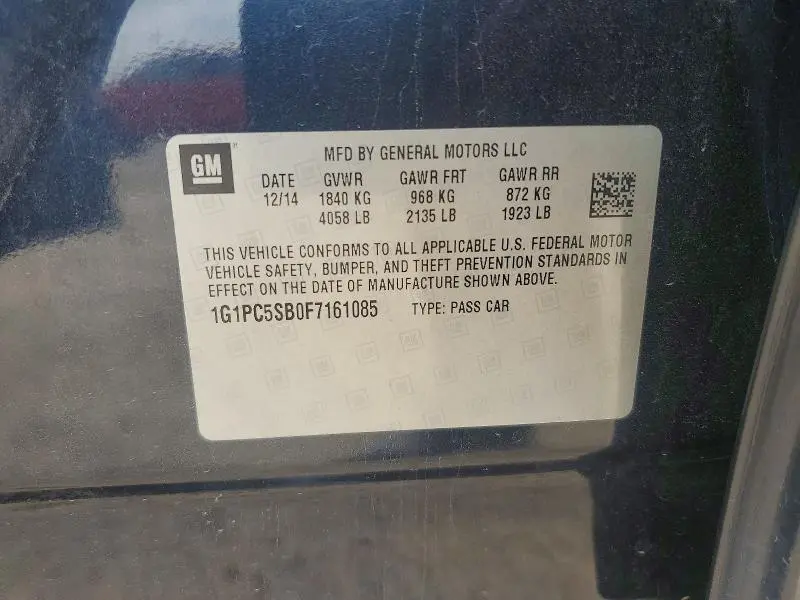 GM
MFD BY GENERAL MOTORS LLC
DATE GVWR GAWR FRT GAWR RR
12/14 1840 KG 968 KG 872 KG
4058 LB 2135 LB 1923 LB
THIS VEHICLE CONFORMS TO ALL APPLICABLE U.S. FEDERAL MOTOR
VEHICLE SAFETY, BUMPER, AND THEFT PREVENTION STANDARDS IN
EFFECT ON THE DATE OF MANUFACTURE SHOWN ABOVE.
1G1PC5SB0F7161085 TYPE: PASS CAR